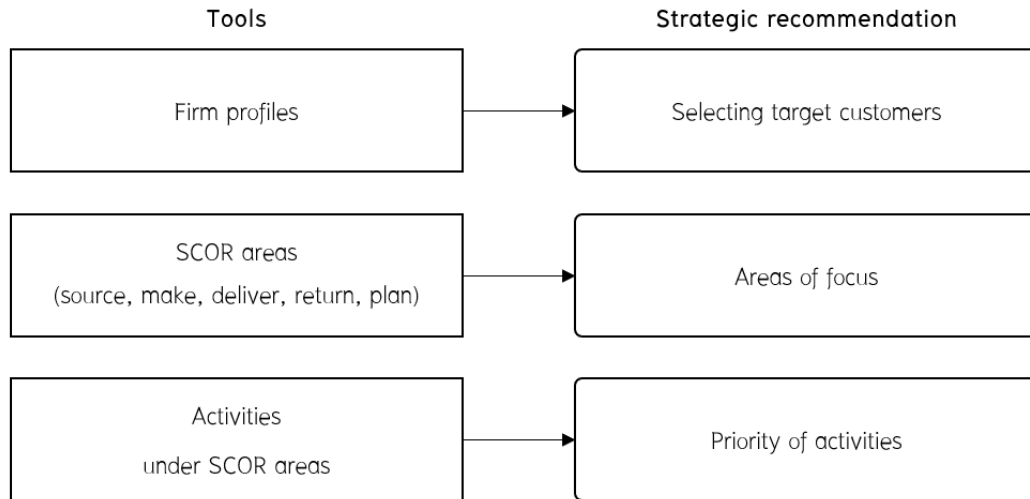 Tools
Strategic recommendation
Firm profiles
Selecting target customers
SCOR areas
(source, make, deliver, return, plan)
Areas of focus
Activities
under SCOR areas
Priority of activities